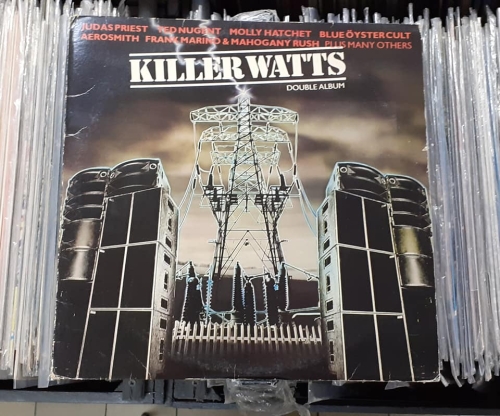 JUDAS PRIEST TED NUGENT MOLLY HATCHET BLUE ÖYSTER CULT
AEROSMITH FRANK MARINO & MAHOGANY RUSH PLUS MANY OTHERS
KILLER WATTS
DOUBLE ALBUM